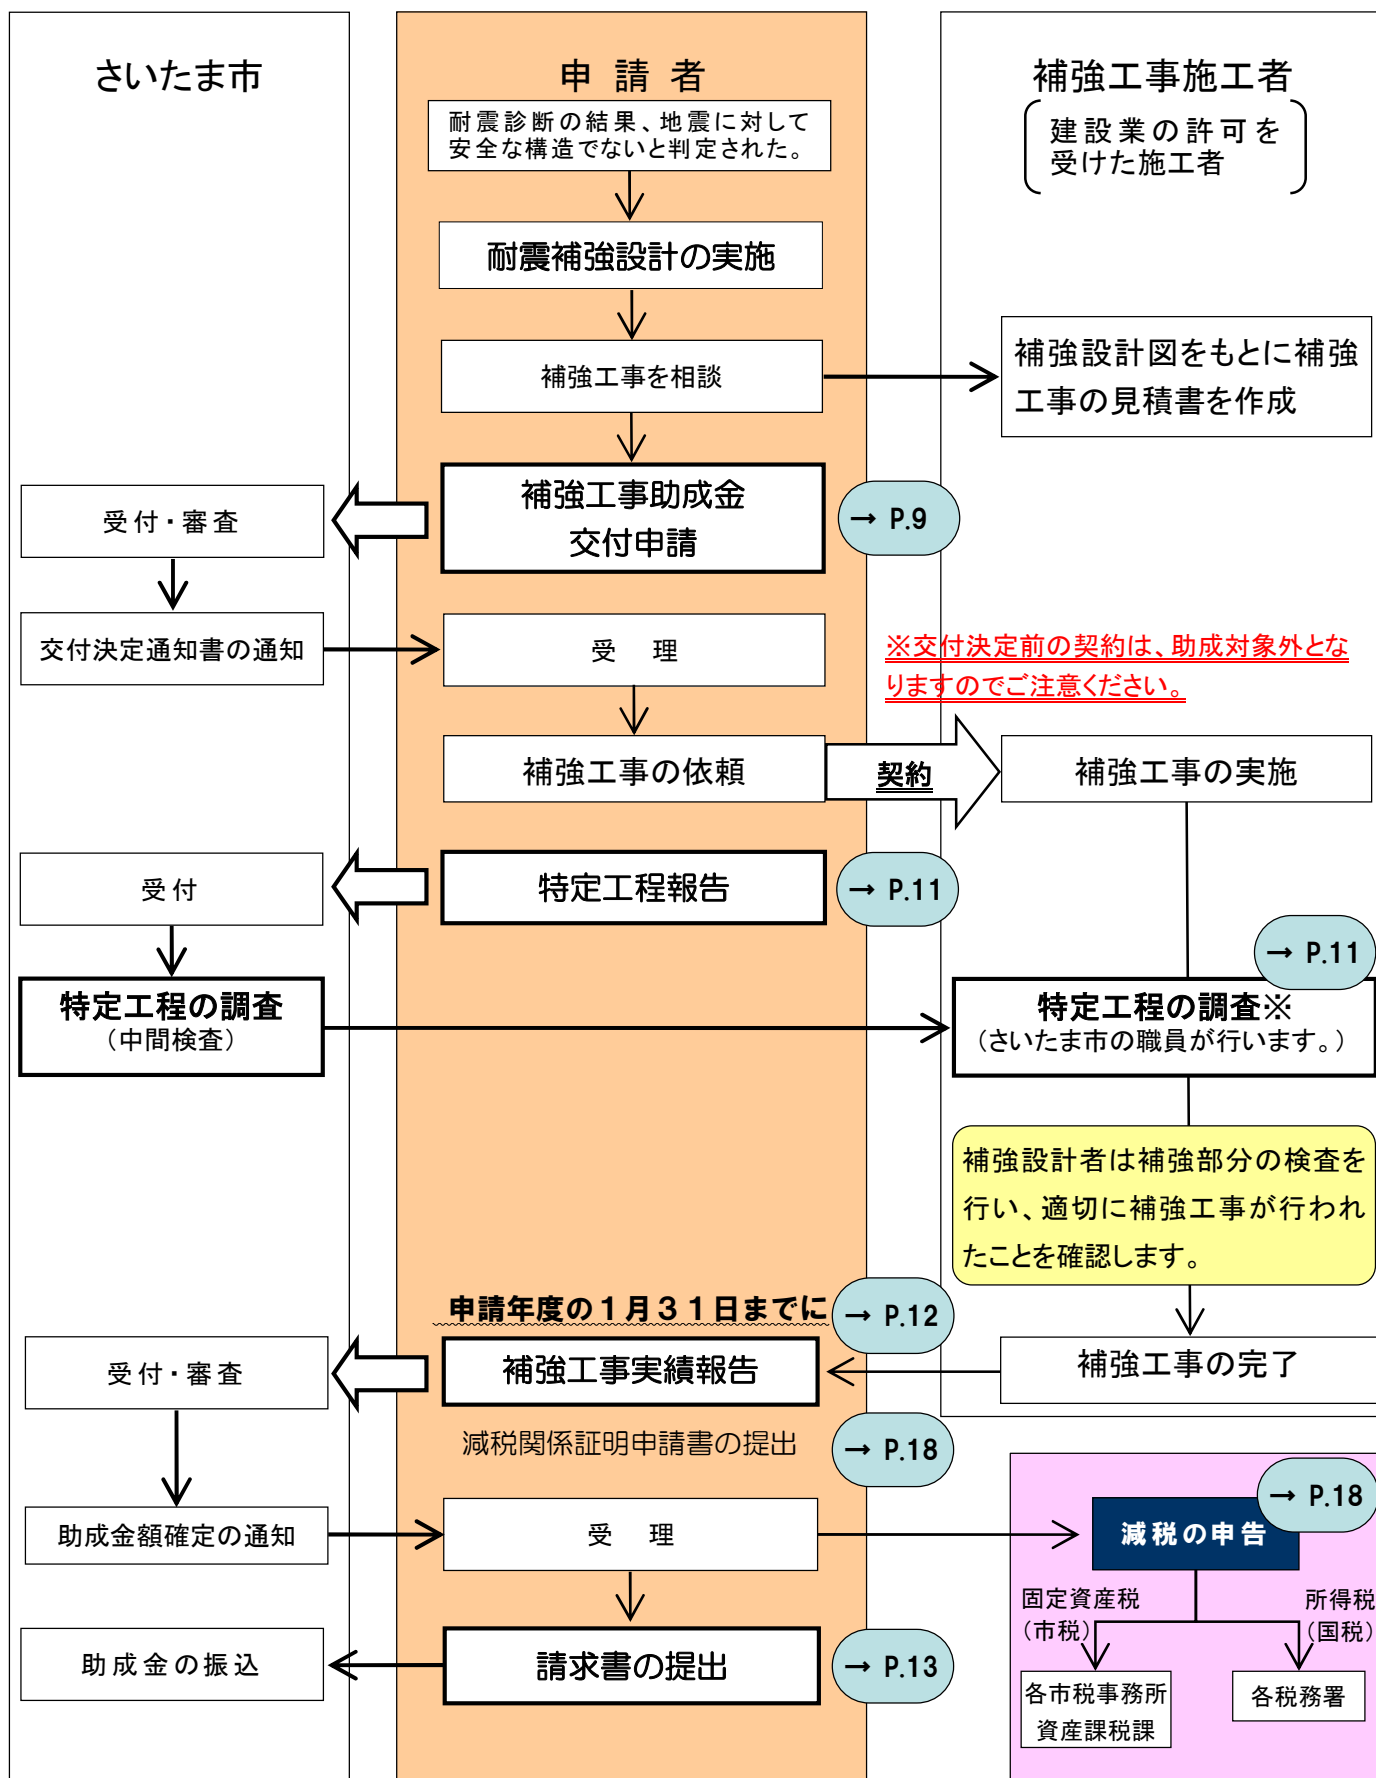 さいたま市
申請者
補強工事施工者
建設業の許可を
受けた施工者
耐震診断の結果、地震に対して
安全な構造でないと判定された。
耐震補強設計の実施
補強工事を相談
補強設計図をもとに補強
工事の見積書を作成
補強工事助成金
交付申請
→ P.9
受付・審査
交付決定通知書の通知
受　理
※交付決定前の契約は、助成対象外とな
りますのでご注意ください。
補強工事の依頼
契約
補強工事の実施
特定工程報告
→ P.11
受付
→ P.11
特定工程の調査
（中間検査）
特定工程の調査※
（さいたま市の職員が行います。）
補強設計者は補強部分の検査を
行い、適切に補強工事が行われ
たことを確認します。
補強工事の完了
申請年度の１月３１日までに
→ P.12
補強工事実績報告
受付・審査
減税関係証明申請書の提出
→ P.18
助成金額確定の通知
受　理
→ P.18
減税の申告
固定資産税
（市税）
所得税
（国税）
各市税事務所
資産課税課
各税務署
請求書の提出
→ P.13
助成金の振込